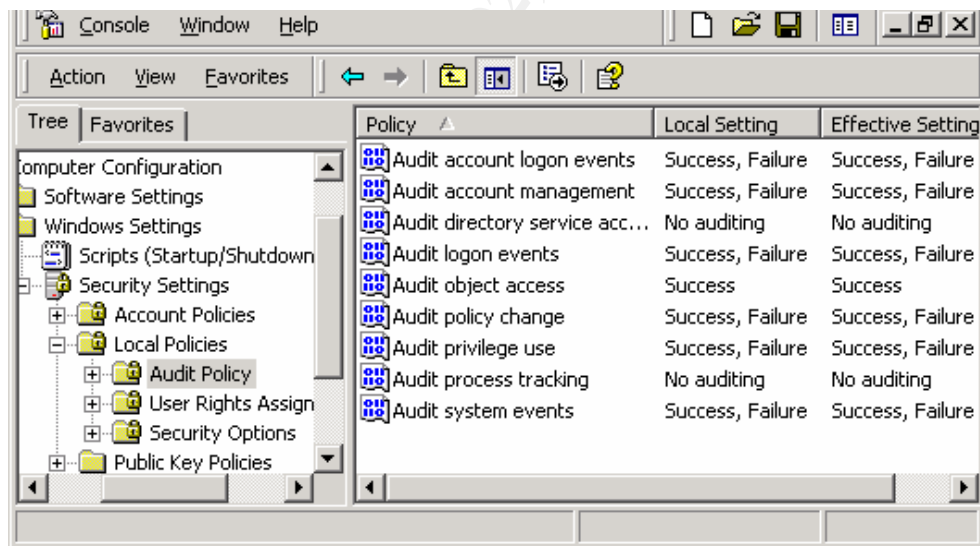 Console Window Help
Action View Favorites
Tree Favorites
Computer Configuration
Software Settings
Windows Settings
Scripts (Startup/Shutdown
Security Settings
Account Policies
Local Policies
Audit Policy
User Rights Assign
Security Options
Public Key Policies
Policy Local Setting Effective Setting
Audit account logon events Success, Failure Success, Failure
Audit account management Success, Failure Success, Failure
Audit directory service acc... No auditing No auditing
Audit logon events Success, Failure Success, Failure
Audit object access Success Success
Audit policy change Success, Failure Success, Failure
Audit privilege use Success, Failure Success, Failure
Audit process tracking No auditing No auditing
Audit system events Success, Failure Success, Failure